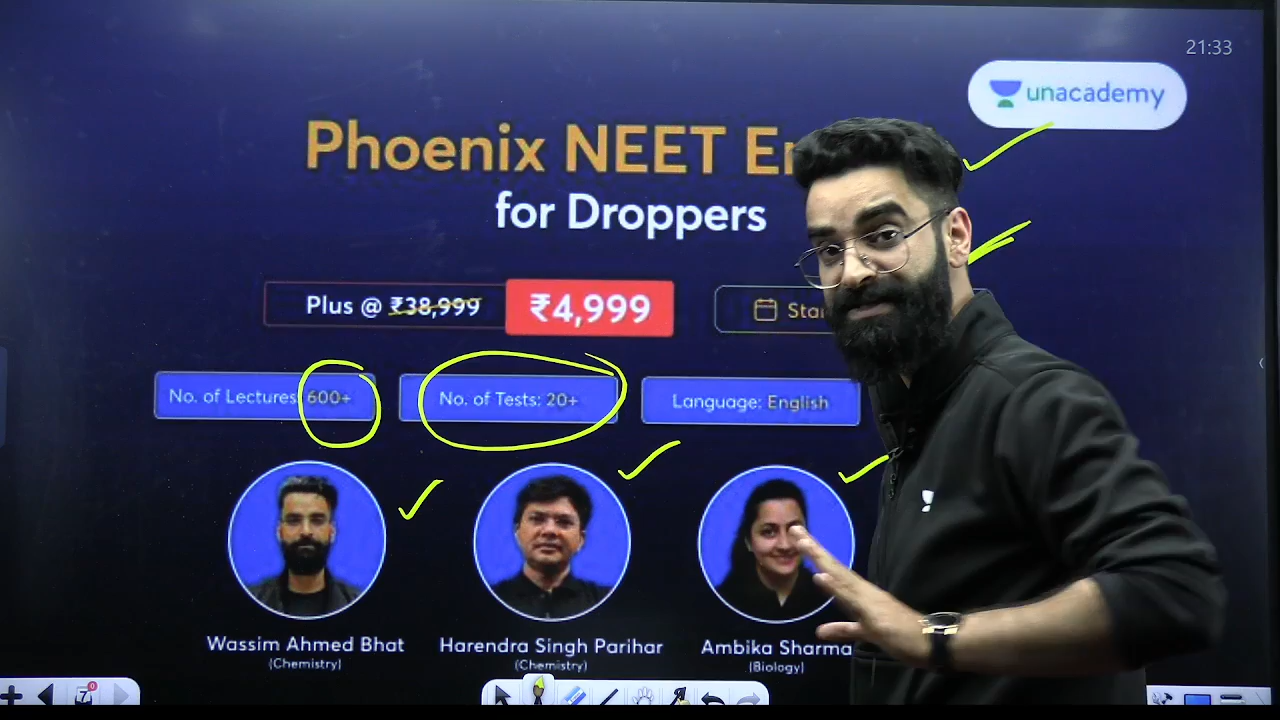 21:33
unacademy
Phoenix NEET
for Droppers
Plus @ ₹38,999
₹4,999
No. of Lectures: 600+
No. of Tests: 20+
Language: English
Wassim Ahmed Bhat
(Chemistry)
Harendra Singh Parihar
(Chemistry)
Ambika Sharma
(Biology)
7